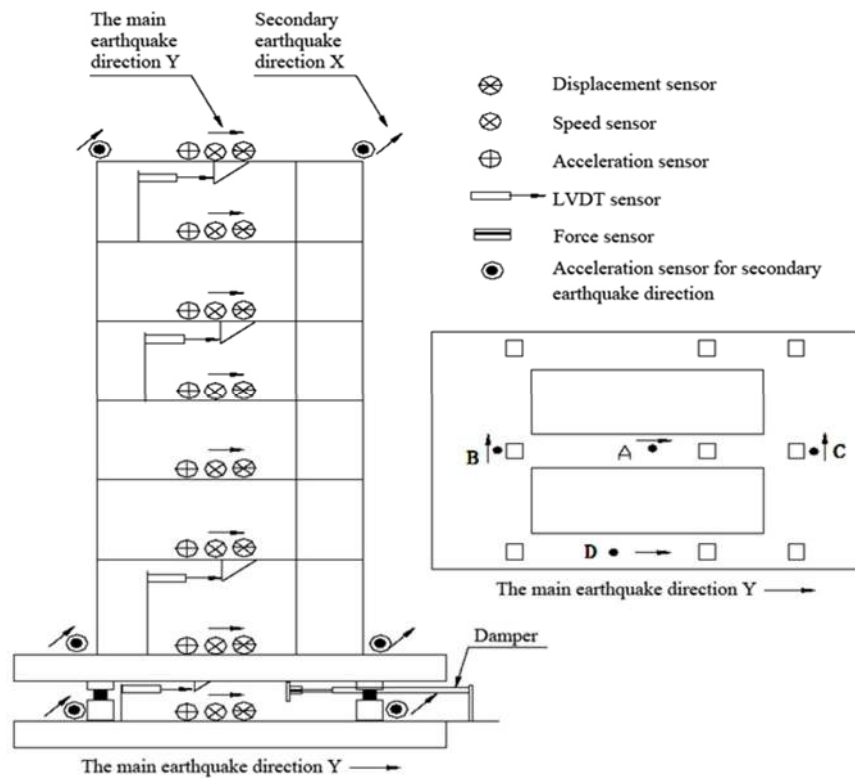 The main
earthquake
direction Y
Secondary
earthquake
direction X
Displacement sensor
Speed sensor
Acceleration sensor
LVDT sensor
Force sensor
Acceleration sensor for secondary
earthquake direction
B
A
C
D
The main earthquake direction Y
Damper
The main earthquake direction Y